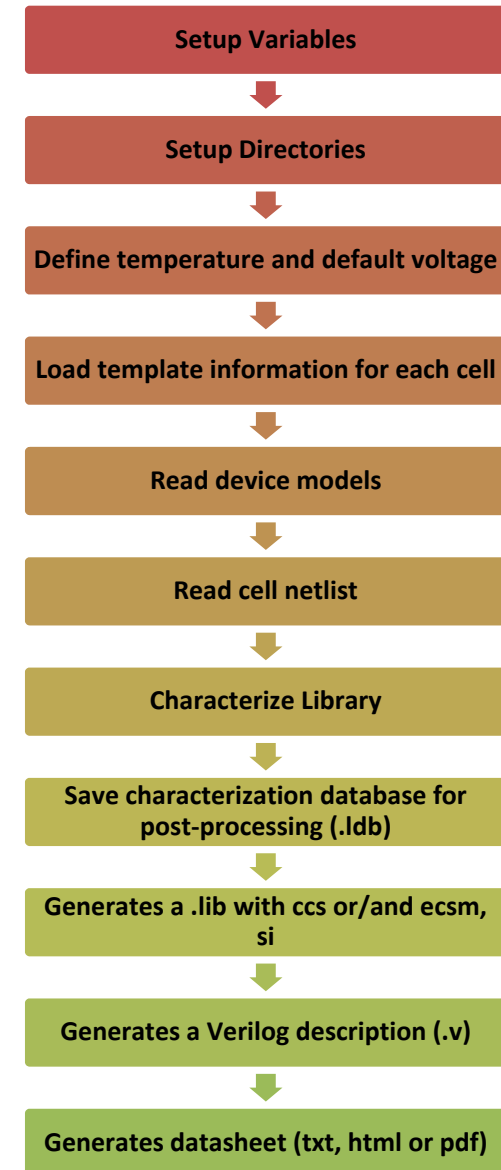 Setup Variables
Setup Directories
Define temperature and default voltage
Load template information for each cell
Read device models
Read cell netlist
Characterize Library
Save characterization database for
post-processing (.ldb)
Generates a .lib with ccs or/and ecsm,
si
Generates a Verilog description (.v)
Generates datasheet (txt, html or pdf)